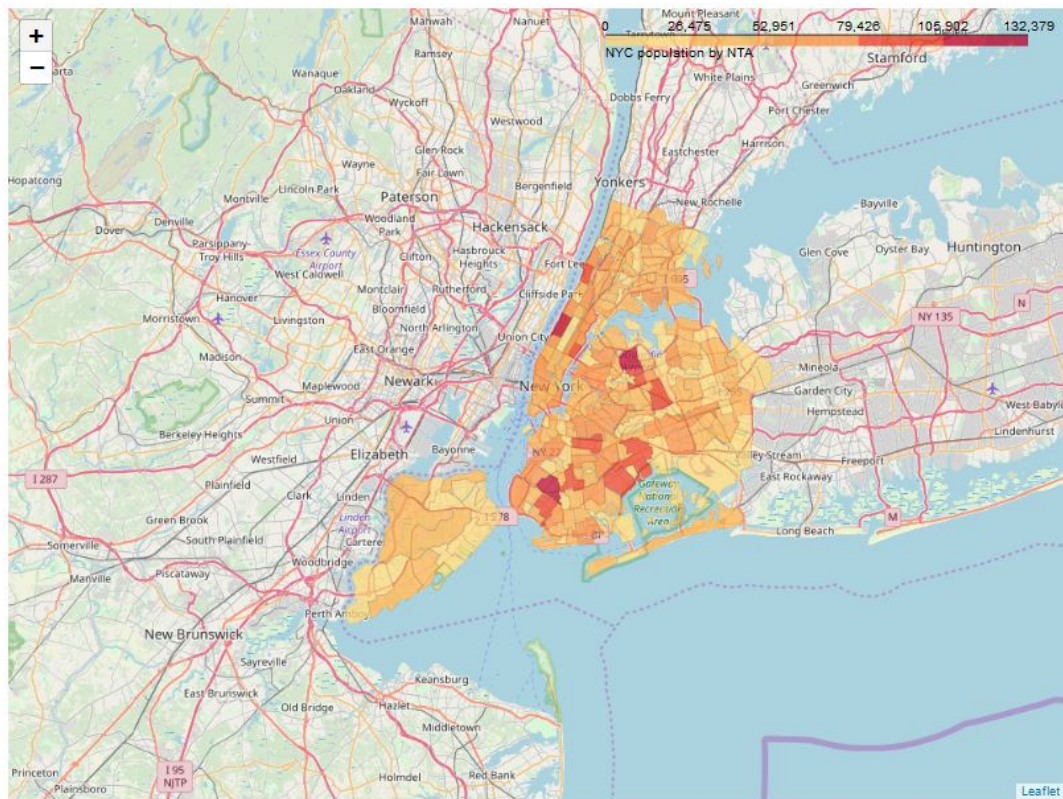 +
−
0 26,475 52,951 79,426 105,902 132,379
NYC population by NTA
Mahwah
Nanuet
Mount Pleasant
Ramsey
Stamford
Wanaque
White Plains
Oakland
Wyckoff
Dobbs Ferry
Greenwich
Port Chester
Westwood
Glen Rock
Harrison
Hopatcong
Wayne
Fair Lawn
Eastchester
Lincoln Park
Bergenfield
Yonkers
Montville
Paterson
New Rochelle
Bayville
Denville
Woodland
Park
Hackensack
Dover
Parsippany-
Troy Hills
Essex County
Airport
Hasbrouck
Heights
Glen Cove
Oyster Bay
Huntington
Clifton
Fort Lee
West Caldwell
Rutherford
Cliffside Park
Hanover
Montclair
N
Morristown
Livingston
Bloomfield
North Arlington
NY 135
Union City
Madison
East Orange
Mineola
Maplewood
Newark
New York
Garden City
Summit
Union
Hempstead
West Babylon
Berkeley Heights
Lindenhurst
Elizabeth
Bayonne
NY 27
Freeport
I 287
Westfield
East Rockaway
Plainfield
Clark
Linden
Gateway
National
Recreation
Area
Green Brook
Linden
Airport
I 278
M
Long Beach
Somerville
South Plainfield
Carteret
Manville
Woodbridge
Piscataway
Perth Amboy
New Brunswick
Sayreville
Keansburg
East Brunswick
Old Bridge
Hazlet
Middletown
I 95
NJTP
Princeton
Plainsboro
Holmdel
Red Bank
Leaflet